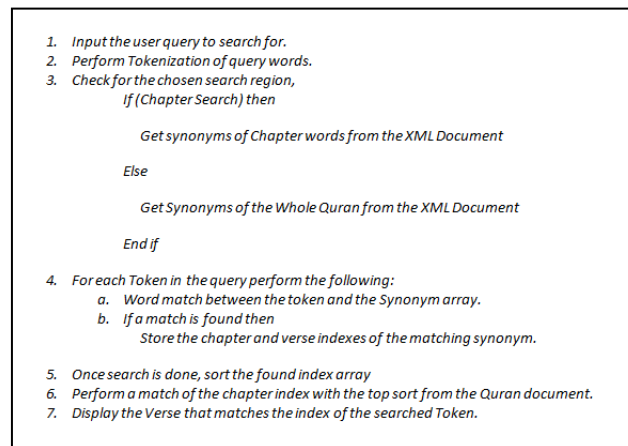 1. Input the user query to search for.
2. Perform Tokenization of query words.
3. Check for the chosen search region,
If (Chapter Search) then
Get synonyms of Chapter words from the XML Document
Else
Get Synonyms of the Whole Quran from the XML Document
End if
4. For each Token in the query perform the following:
a. Word match between the token and the Synonym array.
b. If a match is found then
Store the chapter and verse indexes of the matching synonym.
5. Once search is done, sort the found index array
6. Perform a match of the chapter index with the top sort from the Quran document.
7. Display the Verse that matches the index of the searched Token.